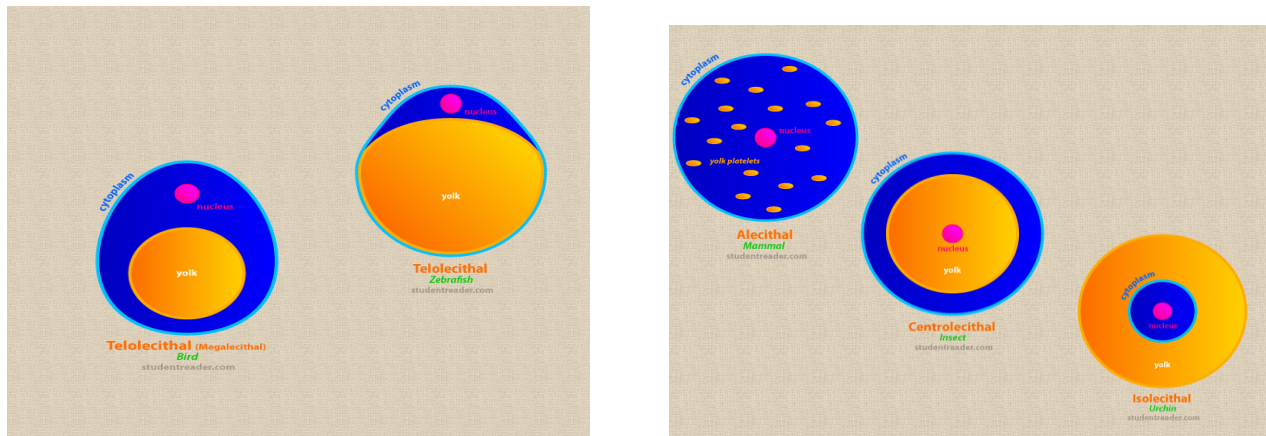 cytoplasm
nucleus
yolk
Telolecithal (Megalecithal)
Bird
studentreader.com
cytoplasm
nucleus
yolk
Telolecithal
Zebrafish
studentreader.com
cytoplasm
nucleus
yolk platelets
Alecithal
Mammal
studentreader.com
cytoplasm
nucleus
yolk
Centrolecithal
Insect
studentreader.com
cytoplasm
nucleus
yolk
Isolecithal
Urchin
studentreader.com